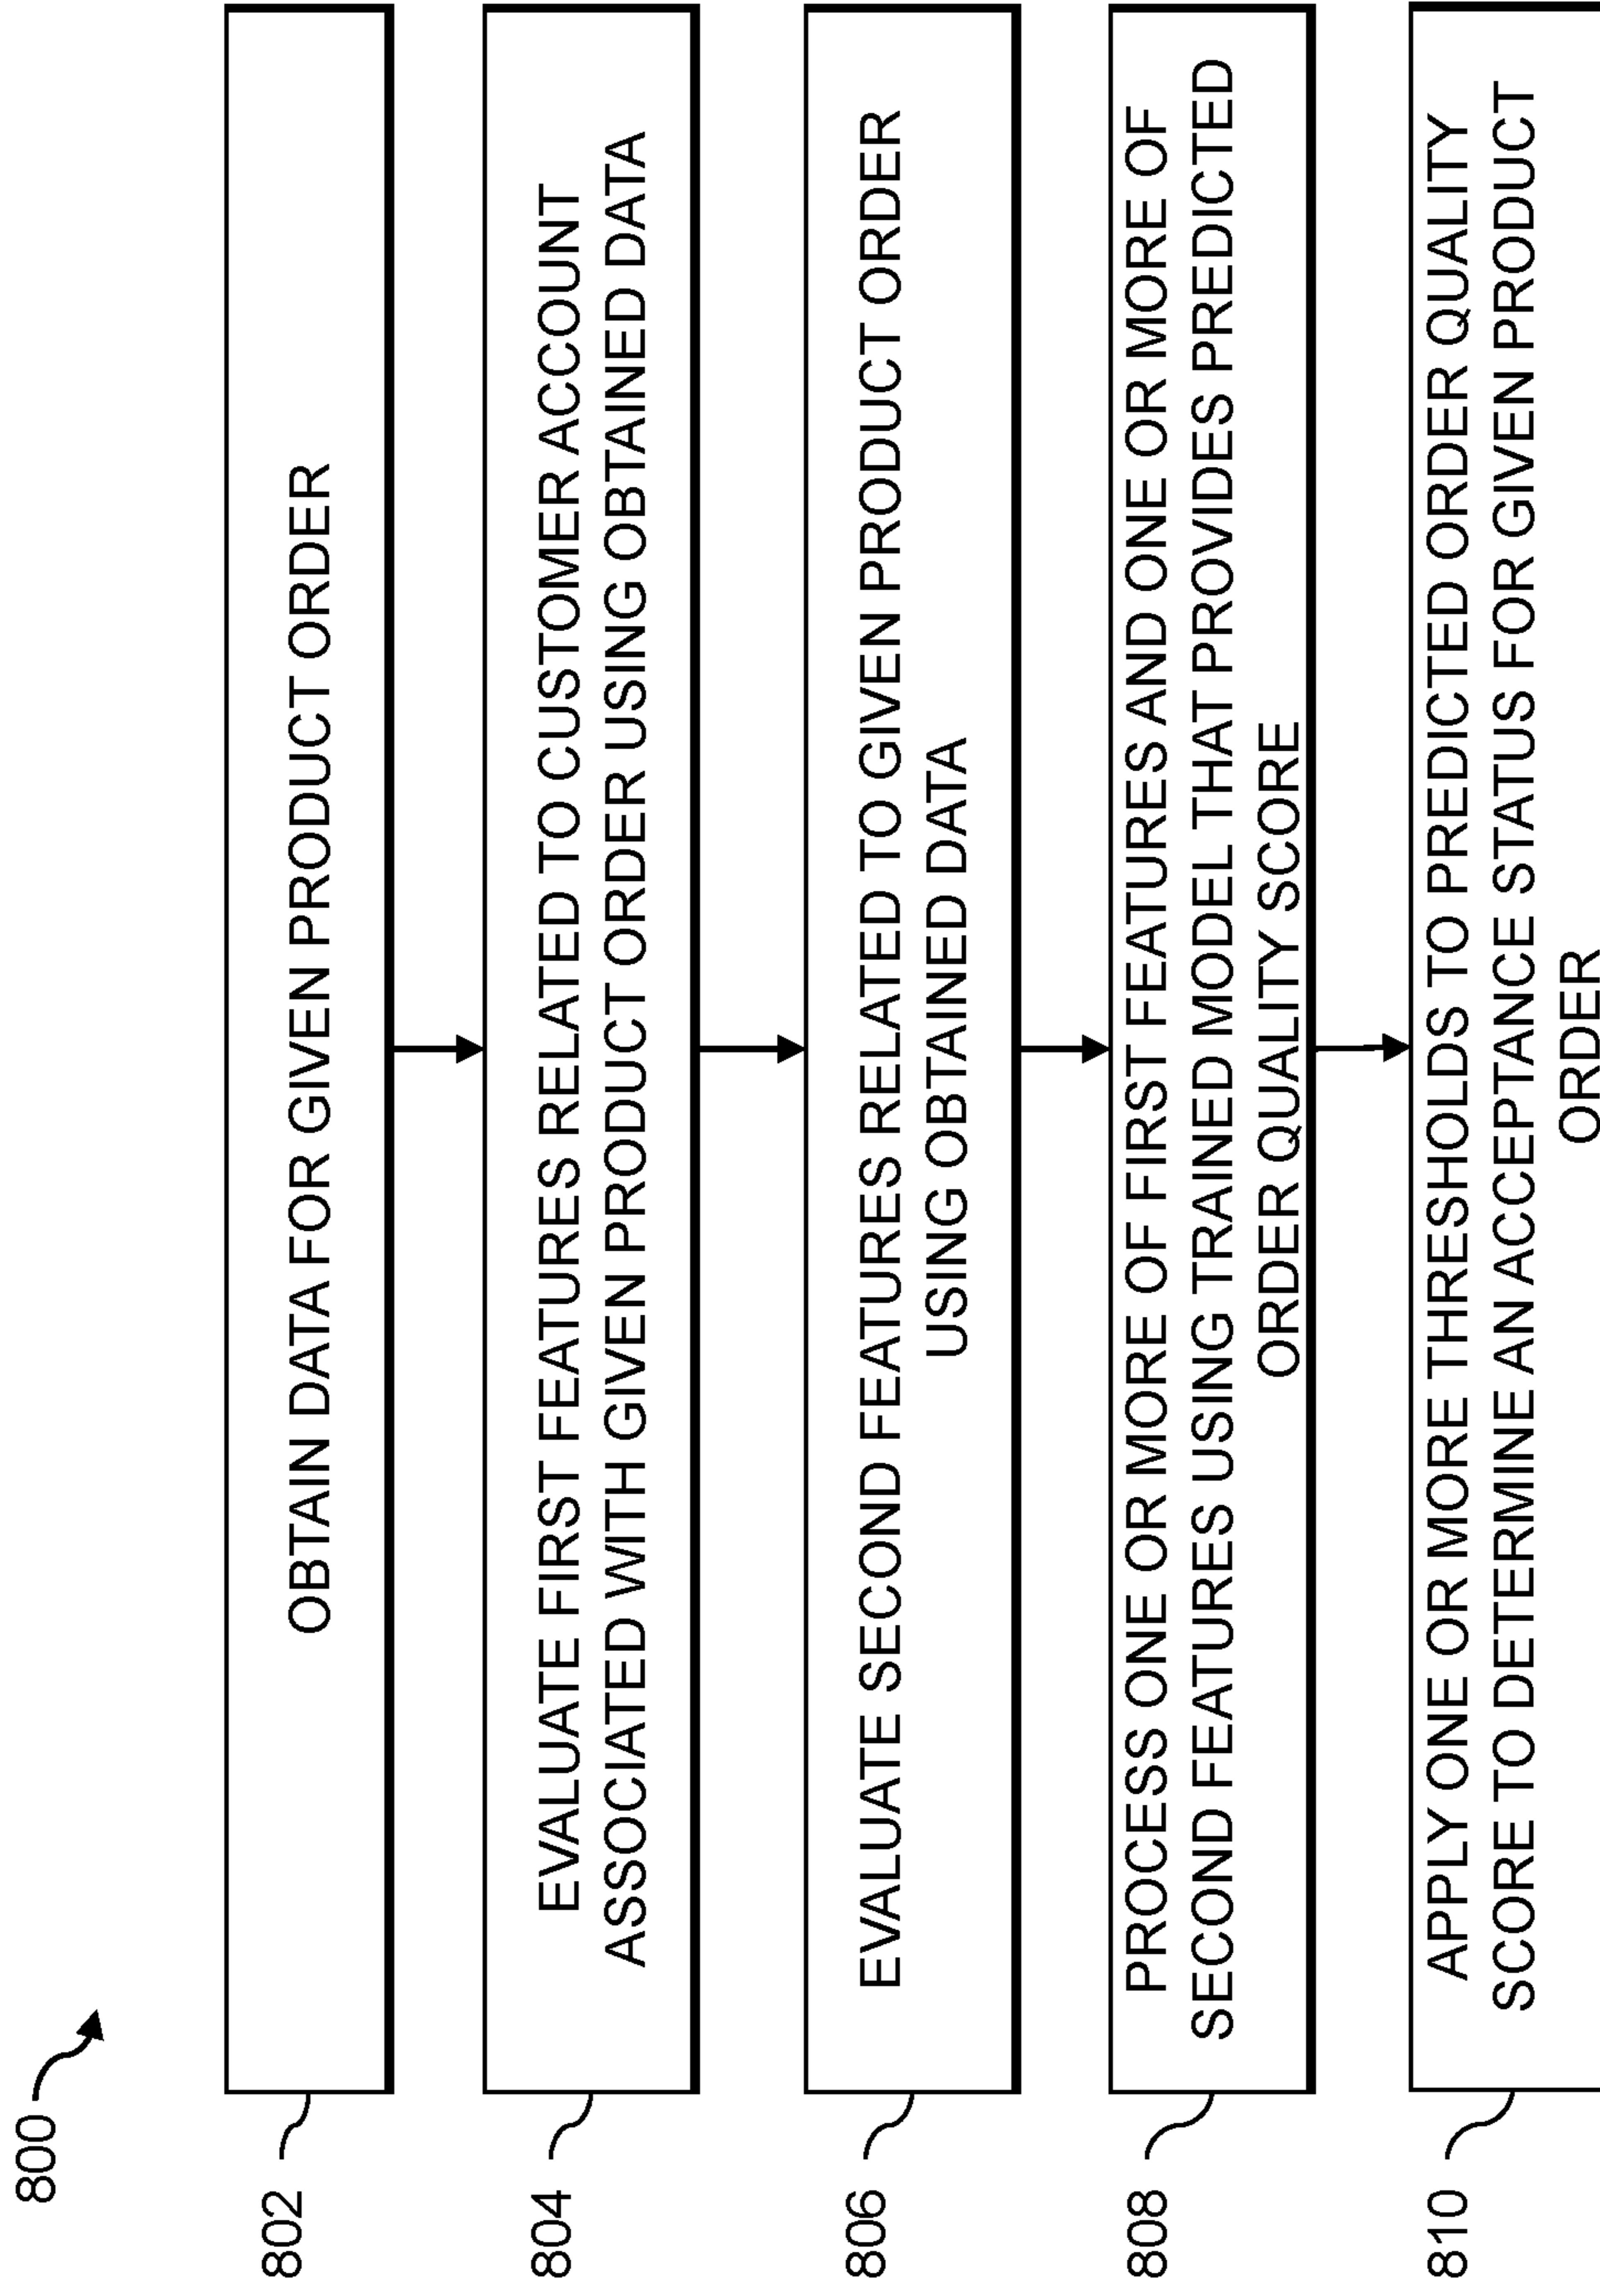 800
802
OBTAIN DATA FOR GIVEN PRODUCT ORDER
804
EVALUATE FIRST FEATURES RELATED TO CUSTOMER ACCOUNT
ASSOCIATED WITH GIVEN PRODUCT ORDER USING OBTAINED DATA
806
EVALUATE SECOND FEATURES RELATED TO GIVEN PRODUCT ORDER
USING OBTAINED DATA
808
PROCESS ONE OR MORE OF FIRST FEATURES AND ONE OR MORE OF
SECOND FEATURES USING TRAINED MODEL THAT PROVIDES PREDICTED
ORDER QUALITY SCORE
810
APPLY ONE OR MORE THRESHOLDS TO PREDICTED ORDER QUALITY
SCORE TO DETERMINE AN ACCEPTANCE STATUS FOR GIVEN PRODUCT
ORDER